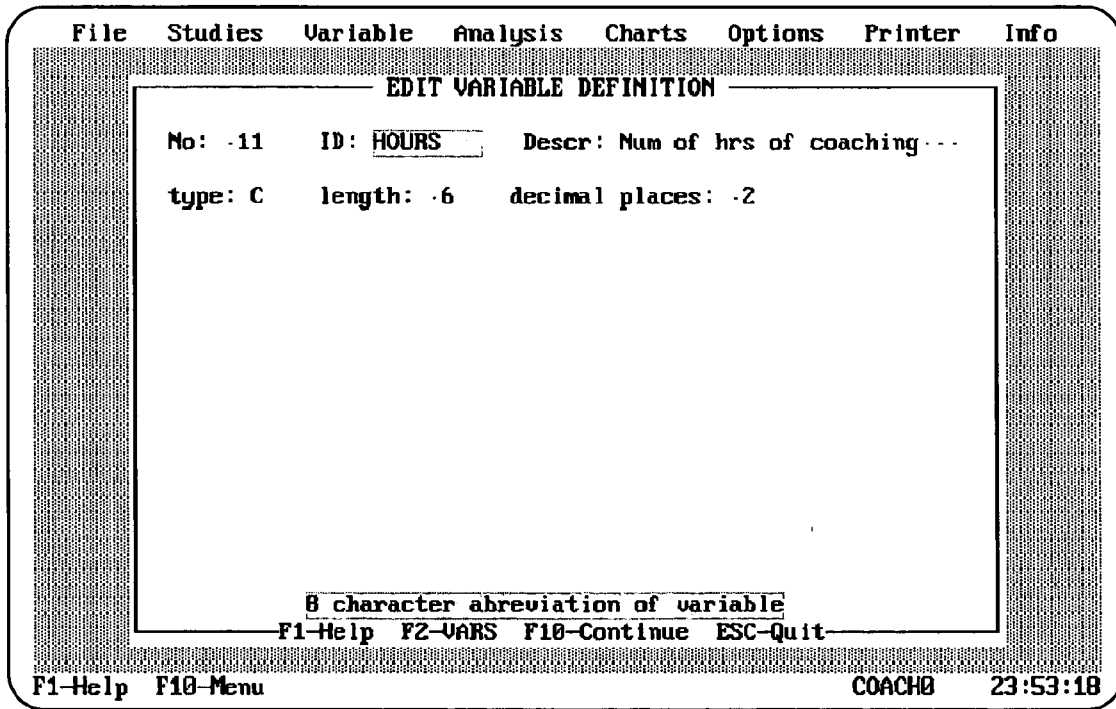 File Studies Variable Analysis Charts Options Printer Info
EDIT VARIABLE DEFINITION
No: ·11 ID: HOURS Descr: Num of hrs of coaching···
type: C length: ·6 decimal places: ·2
8 character abreviation of variable
F1-Help F2-VARS F10-Continue ESC-Quit
F1-Help F10-Menu COACH0 23:53:18